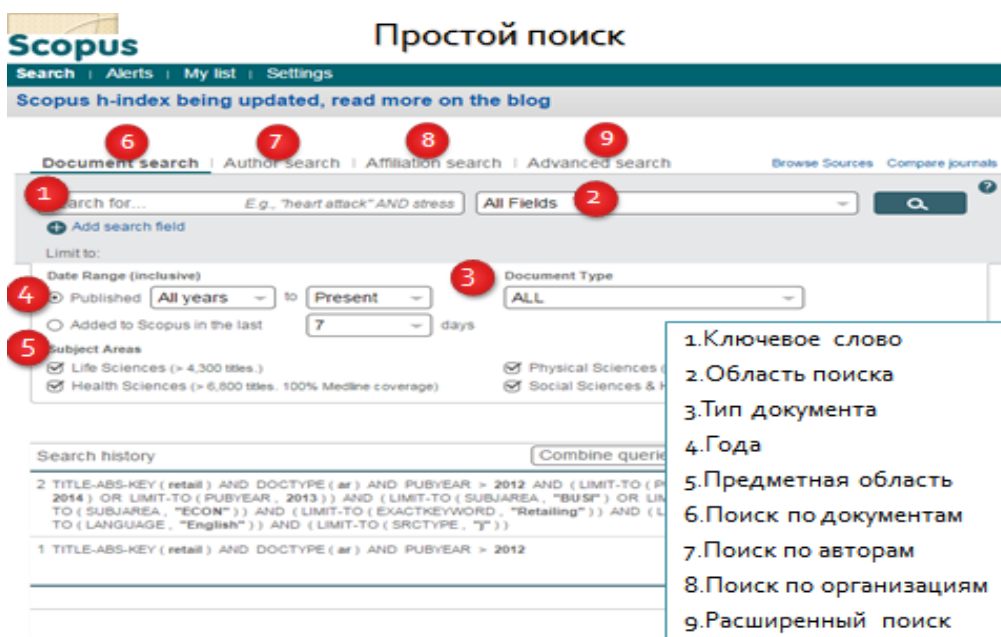 Scopus
Простой поиск
Search | Alerts | My list | Settings
Scopus h-index being updated, read more on the blog
6 7 8 9
Document search | Author search | Affiliation search | Advanced search Browse Sources Compare journals
1 Search for... E.g., "heart attack" AND stress All Fields 2 ?
Add search field
Limit to:
Date Range (inclusive) 3 Document Type
4 Published All years to Present ALL
Added to Scopus in the last 7 days
5 Subject Areas
Life Sciences (> 4,300 titles.) Physical Sciences (
Health Sciences (> 6,800 titles. 100% Medline coverage) Social Sciences & H
Search history Combine querie
2 TITLE-ABS-KEY ( retail ) AND DOCTYPE ( ar ) AND PUBYEAR > 2012 AND ( LIMIT-TO ( P
2014 ) OR LIMIT-TO ( PUBYEAR , 2013 ) ) AND ( LIMIT-TO ( SUBJAREA , "BUSI" ) OR LIM
TO ( SUBJAREA , "ECON" ) ) AND ( LIMIT-TO ( EXACTKEYWORD , "Retailing" ) ) AND ( L
TO ( LANGUAGE , "English" ) ) AND ( LIMIT-TO ( SRCTYPE , "j" ) )
1 TITLE-ABS-KEY ( retail ) AND DOCTYPE ( ar ) AND PUBYEAR > 2012
1.Ключевое слово
2.Область поиска
3.Тип документа
4.Года
5.Предметная область
6.Поиск по документам
7.Поиск по авторам
8.Поиск по организациям
9.Расширенный поиск